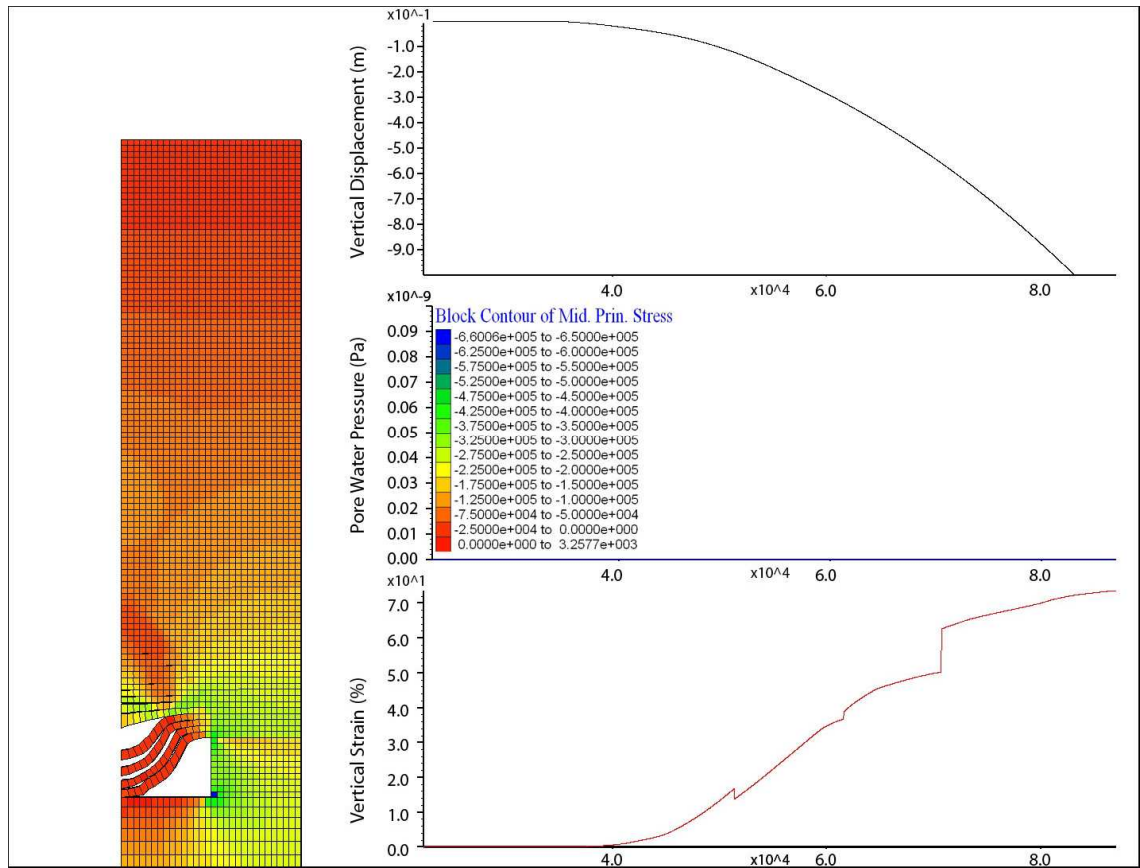 x10^-1
Vertical Displacement (m)
-1.0
-2.0
-3.0
-4.0
-5.0
-6.0
-7.0
-8.0
-9.0
4.0 x10^4 6.0 8.0
x10^-9
Pore Water Pressure (Pa)
0.09
0.08
0.07
0.06
0.05
0.04
0.03
0.02
0.01
0.00
Block Contour of Mid. Prin. Stress
-6.6006e+005 to -6.5000e+005
-6.2500e+005 to -6.0000e+005
-5.7500e+005 to -5.5000e+005
-5.2500e+005 to -5.0000e+005
-4.7500e+005 to -4.5000e+005
-4.2500e+005 to -4.0000e+005
-3.7500e+005 to -3.5000e+005
-3.2500e+005 to -3.0000e+005
-2.7500e+005 to -2.5000e+005
-2.2500e+005 to -2.0000e+005
-1.7500e+005 to -1.5000e+005
-1.2500e+005 to -1.0000e+005
-7.5000e+004 to -5.0000e+004
-2.5000e+004 to 0.0000e+000
0.0000e+000 to 3.2577e+003
4.0 x10^4 6.0 8.0
x10^1
Vertical Strain (%)
7.0
6.0
5.0
4.0
3.0
2.0
1.0
0.0
4.0 x10^4 6.0 8.0